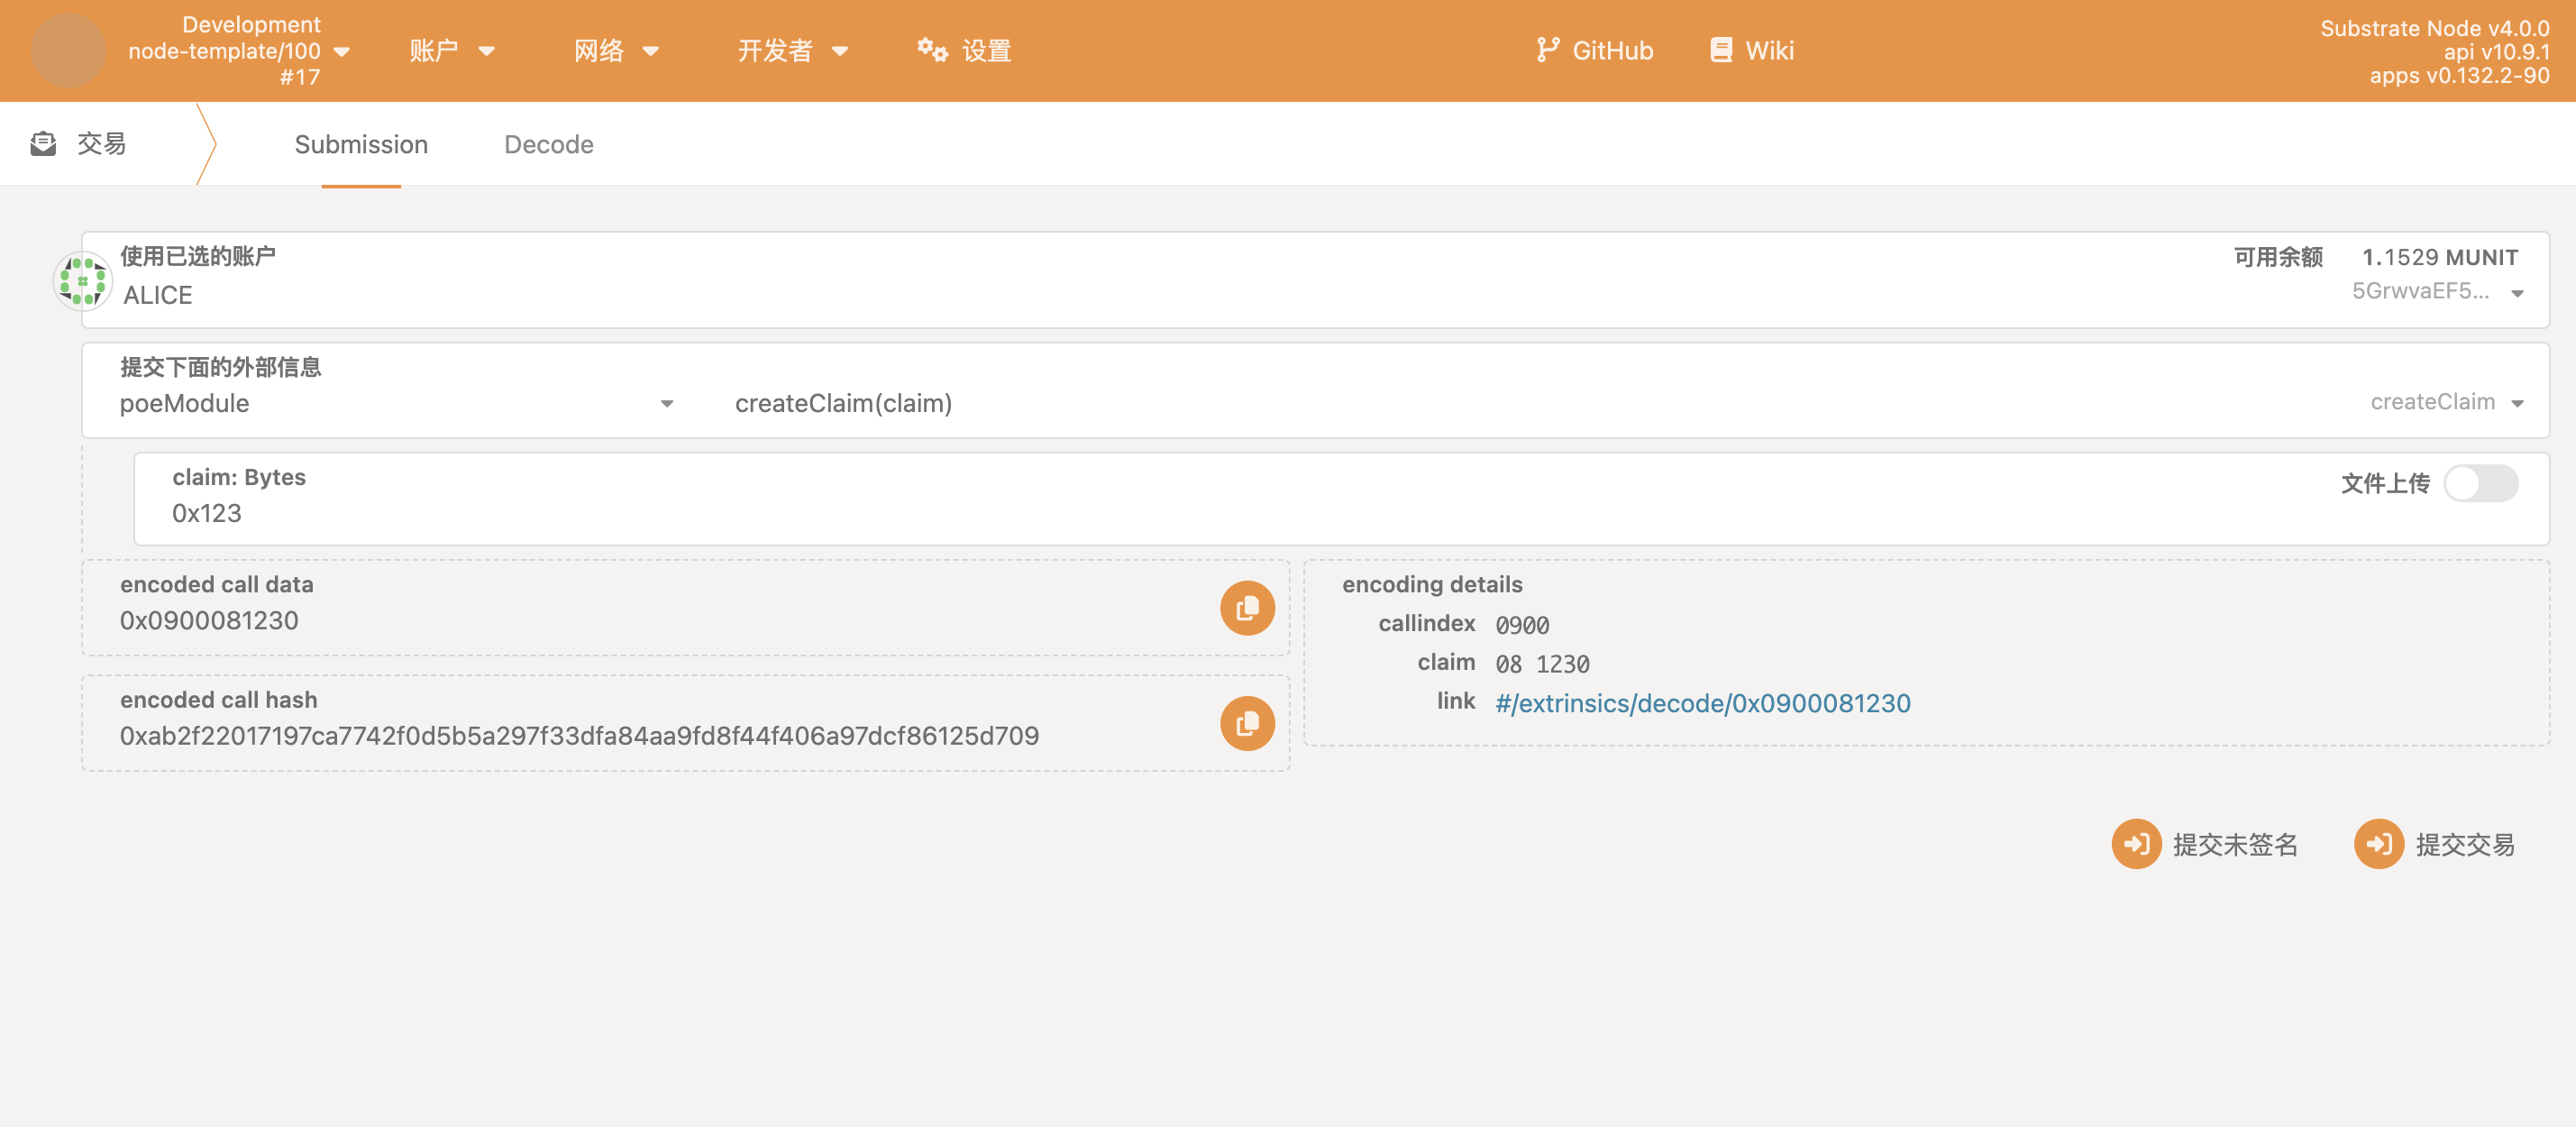 Development
node-template/100
#17
账户
网络
开发者
设置
GitHub
Wiki
Substrate Node v4.0.0
api v10.9.1
apps v0.132.2-90
交易
Submission
Decode
使用已选的账户
ALICE
可用余额 1.1529 MUNIT
5GrwvaEF5...
提交下面的外部信息
poeModule
createClaim(claim)
createClaim
claim: Bytes
0x123
文件上传
encoded call data
0x0900081230
encoded call hash
0xab2f22017197ca7742f0d5b5a297f33dfa84aa9fd8f44f406a97dcf86125d709
encoding details
callindex 0900
claim 08 1230
link #/extrinsics/decode/0x0900081230
提交未签名
提交交易